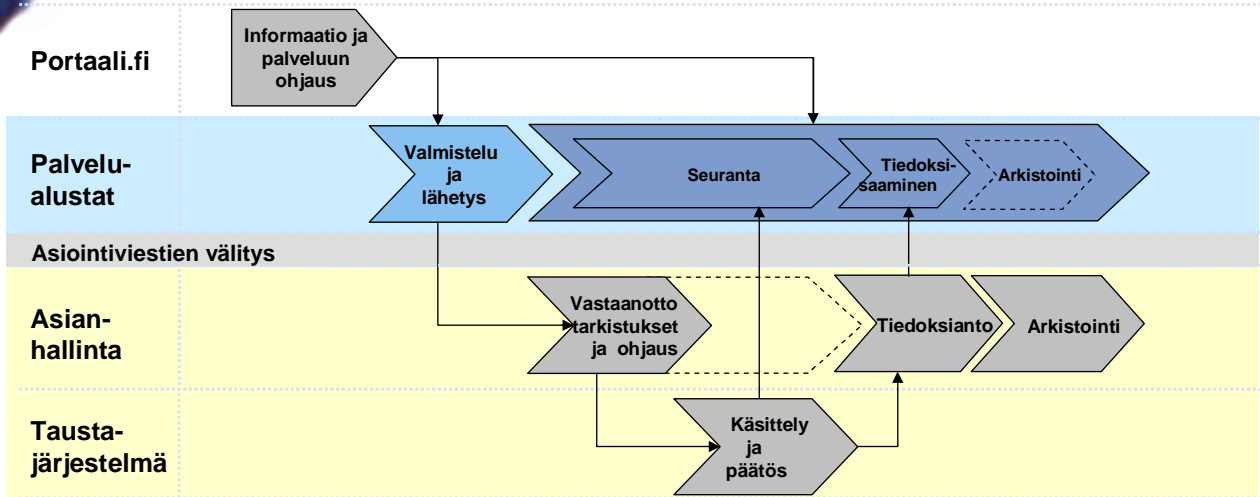 Portaali.fi
Informaatio ja
palveluun
ohjaus
Palvelu-
alustat
Valmistelu
ja
lähetys
Seuranta
Tiedoksi-
saaminen
Arkistointi
Asiointiviestien välitys
Asian-
hallinta
Vastaanotto
tarkistukset
ja ohjaus
Tiedoksianto
Arkistointi
Tausta-
järjestelmä
Käsittely
ja
päätös